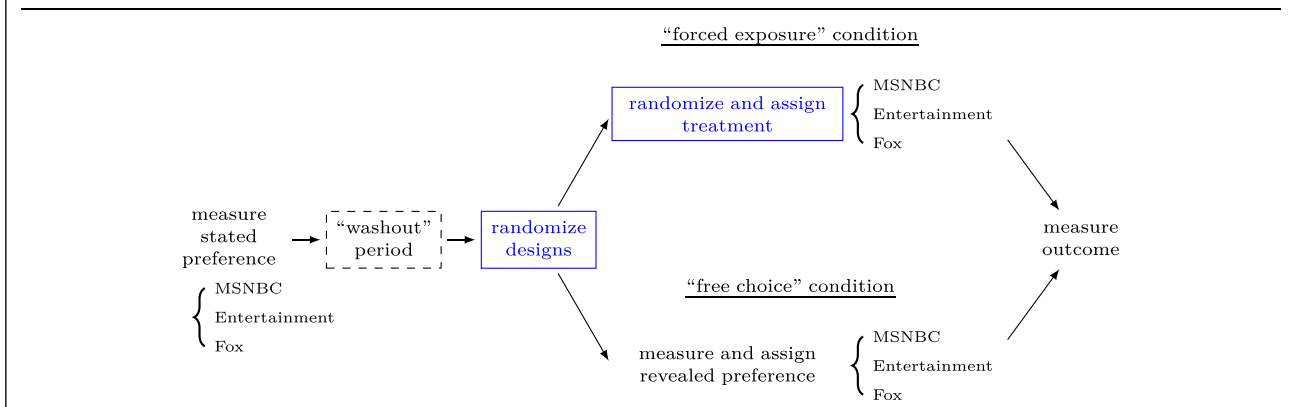 “forced exposure” condition
randomize and assign
treatment
MSNBC
Entertainment
Fox
measure
stated
preference
MSNBC
Entertainment
Fox
“washout”
period
randomize
designs
measure
outcome
“free choice” condition
measure and assign
revealed preference
MSNBC
Entertainment
Fox